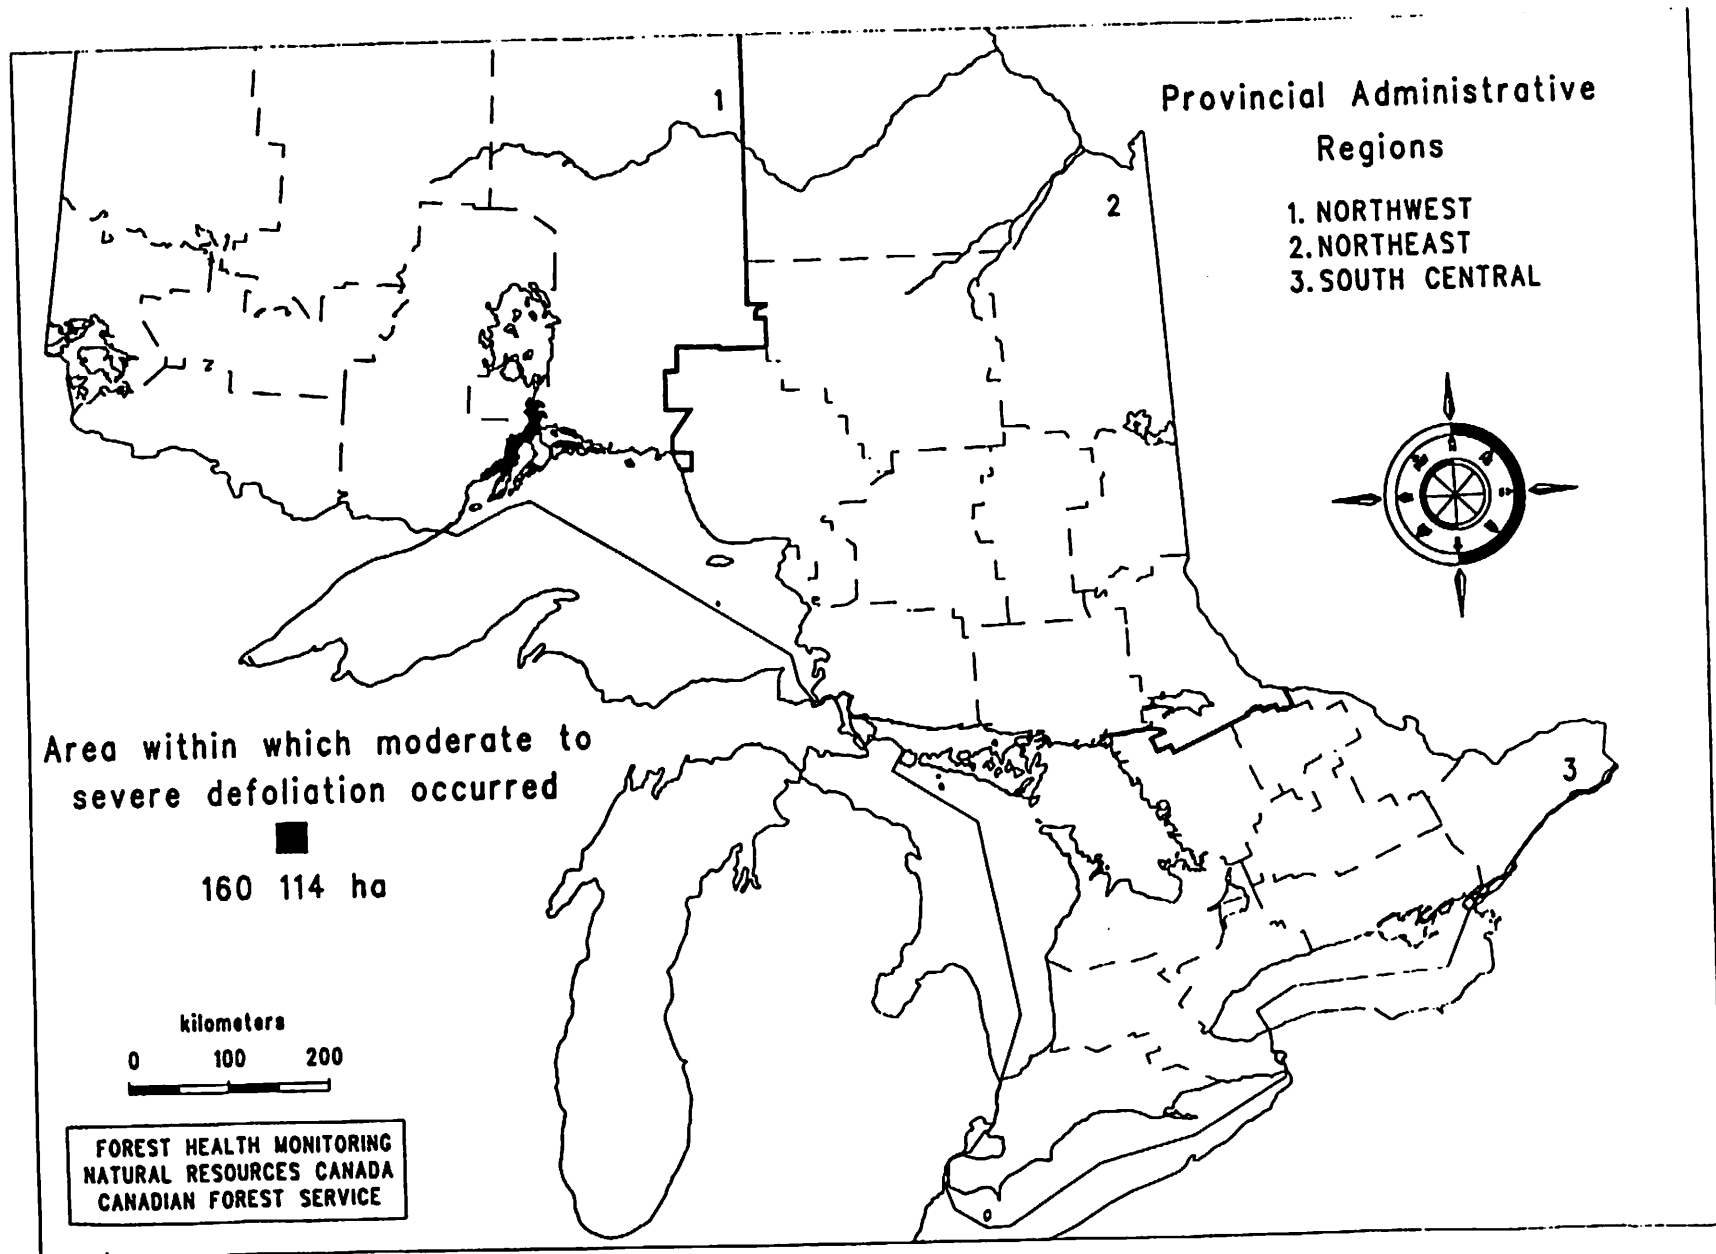 Provincial Administrative
Regions
1. NORTHWEST
2. NORTHEAST
3. SOUTH CENTRAL
1
2
3
Area within which moderate to
severe defoliation occurred
160 114 ha
kilometers
0 100 200
FOREST HEALTH MONITORING
NATURAL RESOURCES CANADA
CANADIAN FOREST SERVICE